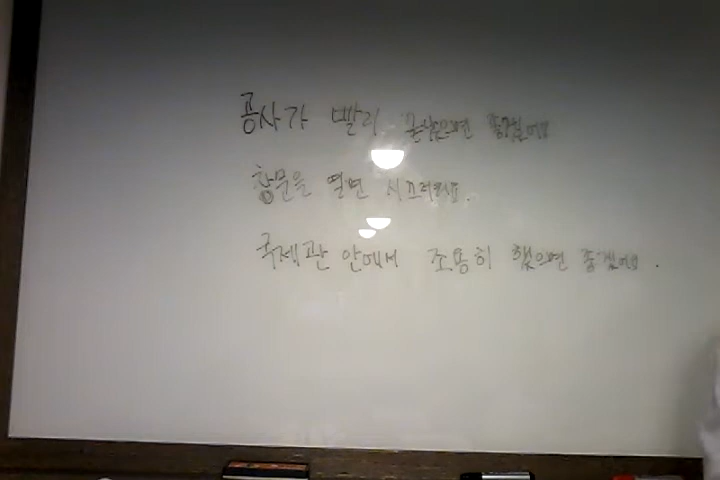 공사가 빨리 끝났으면 좋겠어요
창문을 열면 시끄러워요.
국제관 안에서 조용히 했으면 좋겠어요.